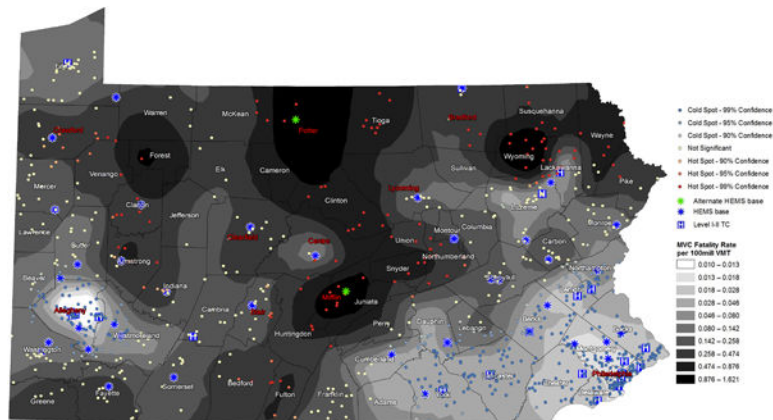 Warren
McKean
Potter
Tioga
Bradford
Susquehanna
Wayne
Crawford
Forest
Wyoming
Lackawanna
Venango
Elk
Cameron
Sullivan
Mercer
Clarion
Clinton
Lycoming
Luzerne
Pike
Jefferson
Lawrence
Clearfield
Centre
Union
Montour
Columbia
Monroe
Butler
Carbon
Armstrong
Snyder
Northumberland
Beaver
Indiana
Mifflin
Juniata
Northampton
Allegheny
Cambria
Blair
Perry
Dauphin
Lebanon
Berks
Bucks
Washington
Westmoreland
Huntingdon
Cumberland
Montgomery
Philadelphia
Somerset
Bedford
Lancaster
Chester
Greene
Fayette
Fulton
Franklin
Adams
York
Cold Spot - 99% Confidence
Cold Spot - 95% Confidence
Cold Spot - 90% Confidence
Not Significant
Hot Spot - 90% Confidence
Hot Spot - 95% Confidence
Hot Spot - 99% Confidence
Alternate HEMS base
HEMS base
H Level I-II TC
MVC Fatality Rate
per 100mill VMT
0.010 – 0.013
0.013 – 0.018
0.018 – 0.028
0.028 – 0.046
0.046 – 0.080
0.080 – 0.142
0.142 – 0.258
0.258 – 0.474
0.474 – 0.876
0.876 – 1.621